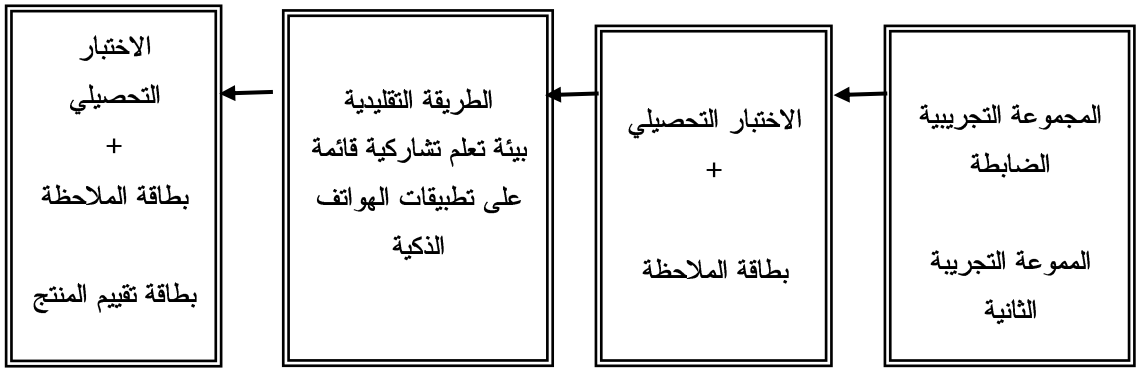 المجموعة التجريبية
الضابطة
المموعة التجريبة
الثانية
الاختبار التحصيلي
+
بطاقة الملاحظة
الطريقة التقليدية
بيئة تعلم تشاركية قائمة
على تطبيقات الهواتف
الذكية
الاختبار
التحصيلي
+
بطاقة الملاحظة
بطاقة تقييم المنتج